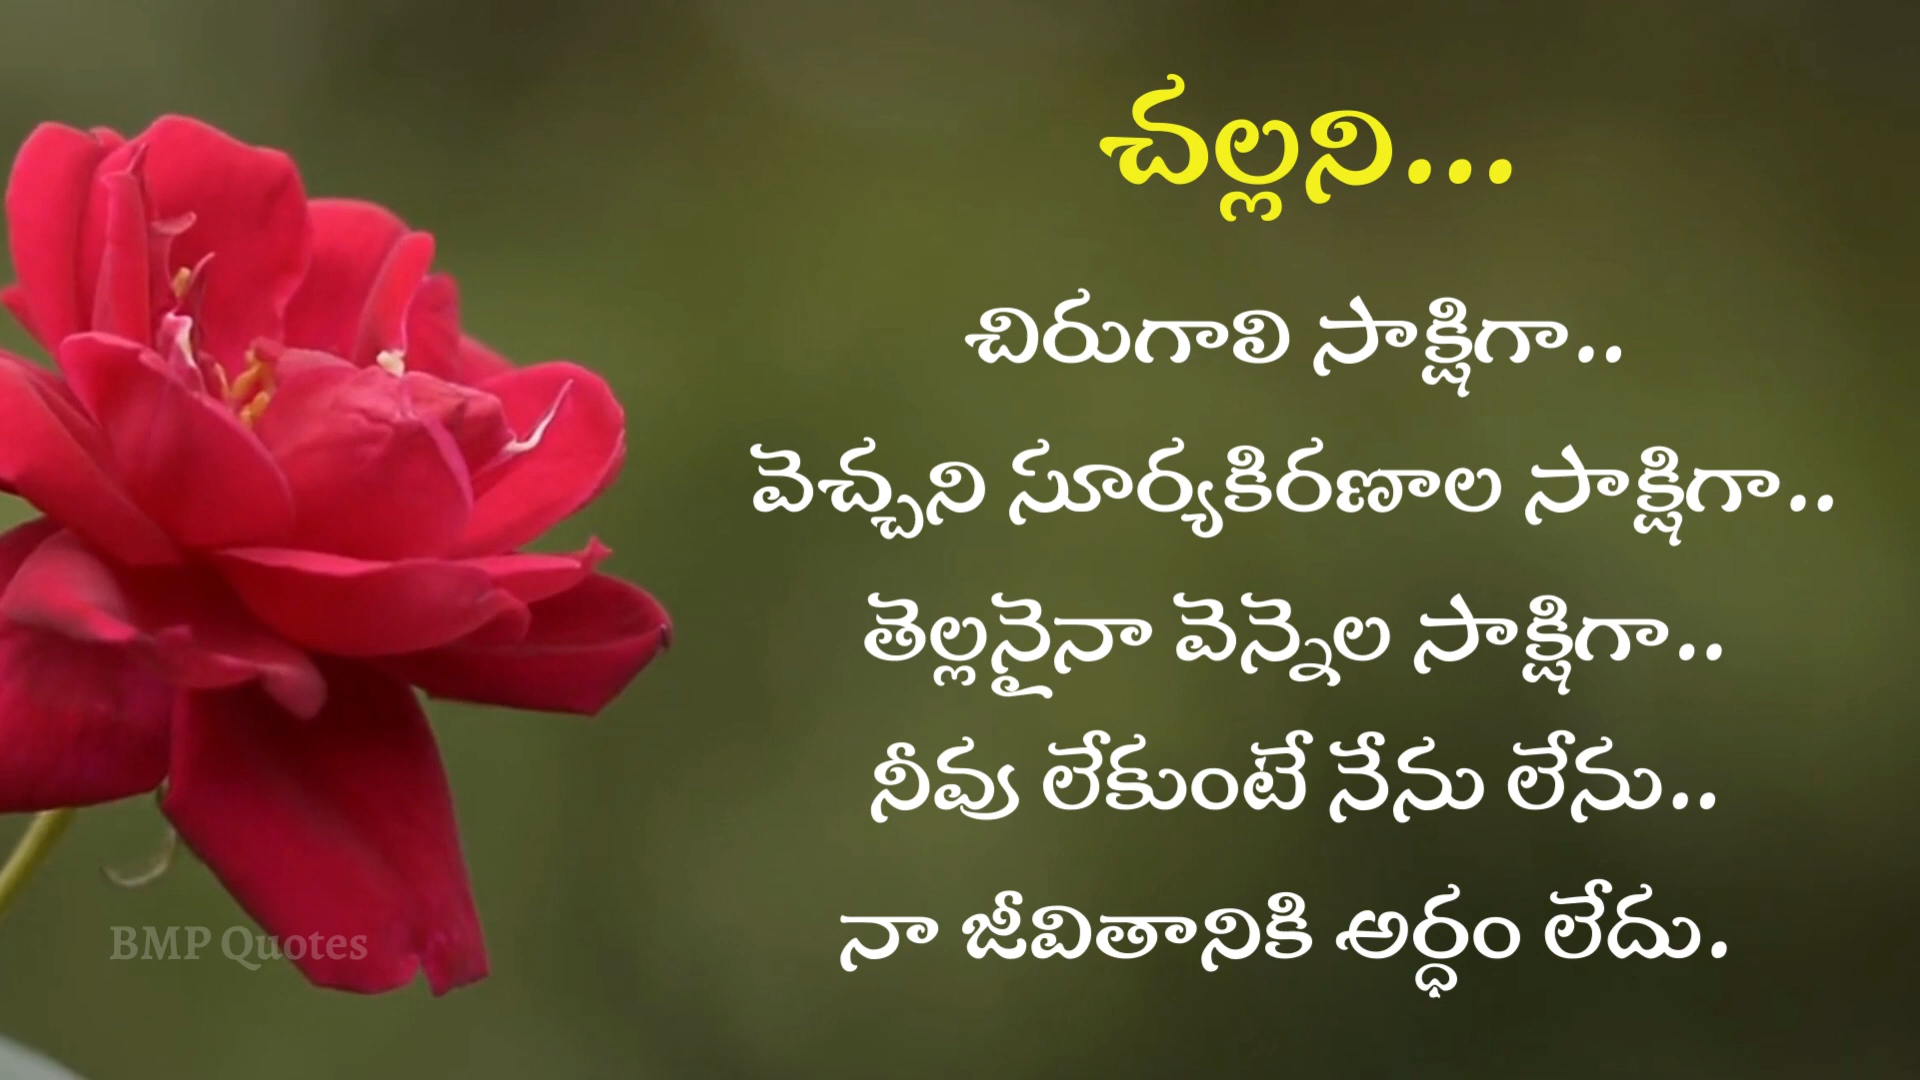 చల్లని...
చిరుగాలి సాక్షిగా..
వెచ్చని సూర్యకిరణాల సాక్షిగా..
తెల్లనైనా వెన్నెల సాక్షిగా..
నీవు లేకుంటే నేను లేను..
నా జీవితానికి అర్ధం లేదు.
BMP Quotes